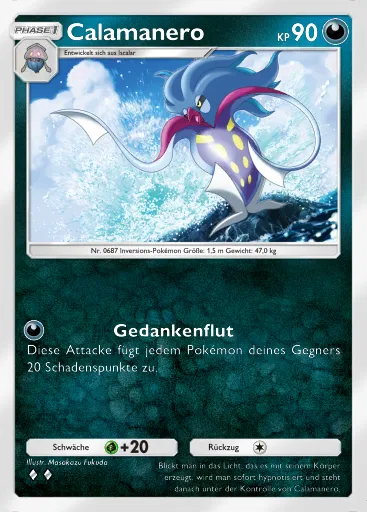 PHASE 1 Calamanero KP 90
Entwickelt sich aus Iscalar
Nr. 0687 Inversions-Pokémon Größe: 1,5 m Gewicht: 47,0 kg
Gedankenflut
Diese Attacke fügt jedem Pokémon deines Gegners
20 Schadenspunkte zu.
Schwäche +20 Rückzug
Illustr. Masakazu Fukuda
Blickt man in das Licht, das es mit seinem Körper
erzeugt, wird man sofort hypnotisiert und steht
danach unter der Kontrolle von Calamanero.